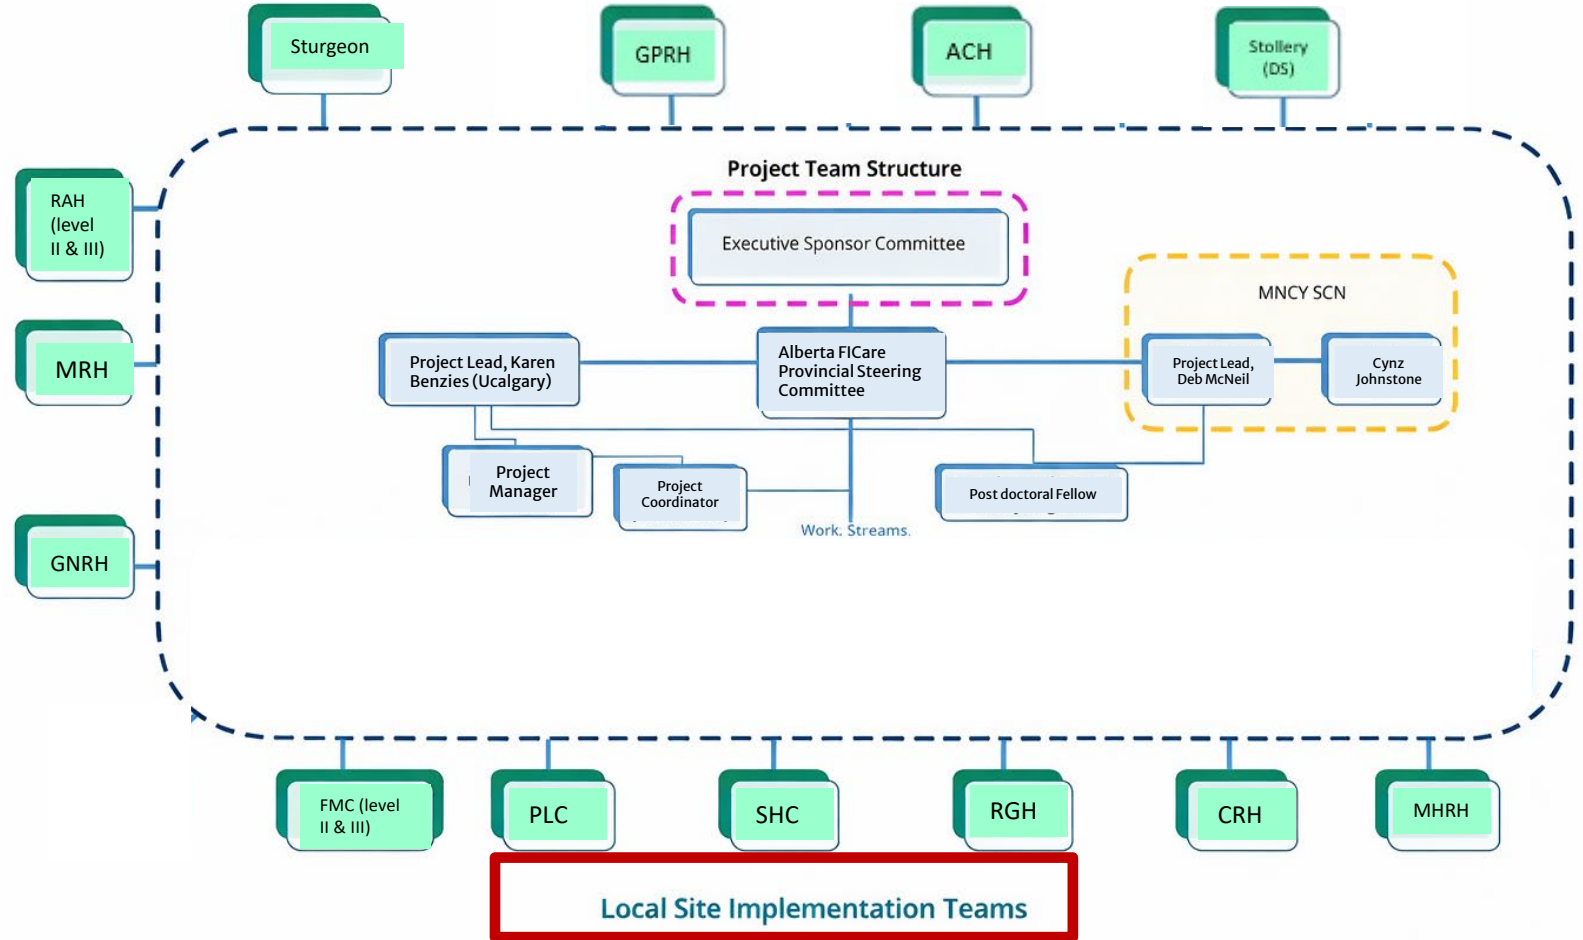 Sturgeon
GPRH
ACH
Stollery
(DS)
Project Team Structure
RAH
(level
II & III)
Executive Sponsor Committee
MNCY SCN
MRH
Project Lead, Karen
Benzies (Ucalgary)
Alberta FICare
Provincial Steering
Committee
Project Lead,
Deb McNeil
Cynz
Johnstone
Project
Manager
Project
Coordinator
Post doctoral Fellow
Work. Streams.
GNRH
FMC (level
II & III)
PLC
SHC
RGH
CRH
MHRH
Local Site Implementation Teams